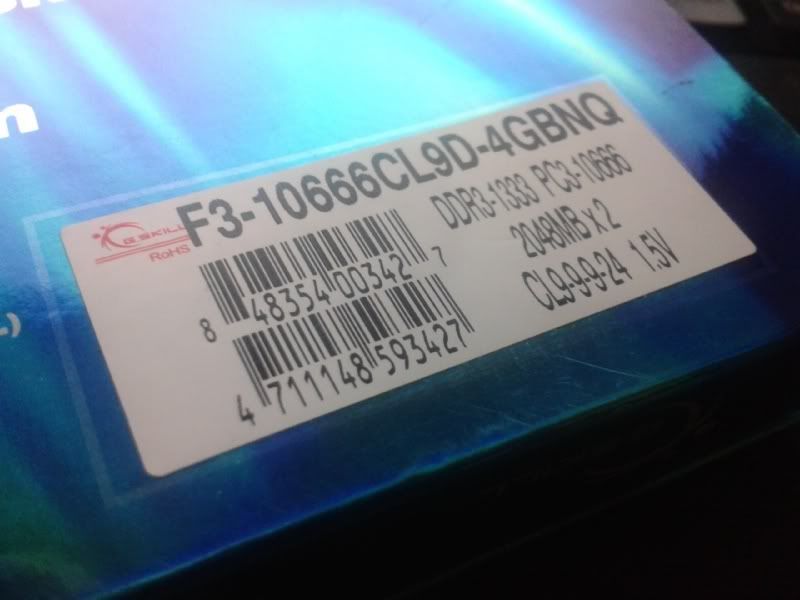 n
G.SKILL
RoHS
F3-10666CL9D-4GBNQ
DDR3-1333 PC3-10666
2048MB x 2
CL9-9-9-24 1.5V
8 48354 00342 7
4 711148 593427
.)